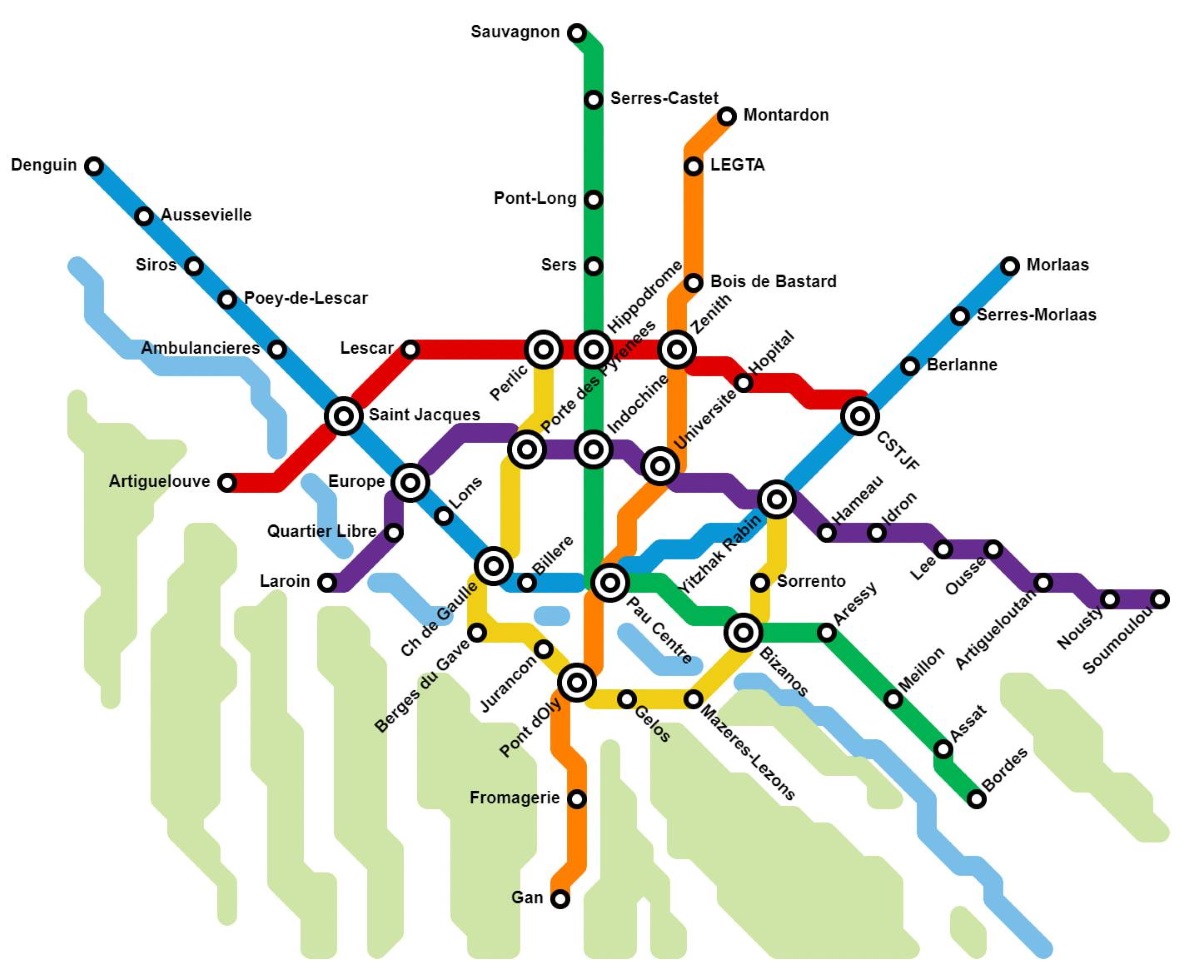 Sauvagnon
Serres-Castet
Montardon
Denguin
LEGTA
Pont-Long
Aussevielle
Siros
Sers
Hippodrome
Morlaas
Bois de Bastard
Poey-de-Lescar
Zenith
Serres-Morlaas
Ambulancieres
Lescar
Perlic
Porte des Pyrenees
Hopital
Berlanne
Saint Jacques
Indochine
Universite
CSTJF
Artiguelouve
Europe
Lons
Hameau
Idron
Quartier Libre
Billere
Yitzhak Rabin
Lee
Ousse
Laroin
Ch de Gaulle
Pau Centre
Sorrento
Aressy
Artigueloutan
Nousty
Soumoulou
Berges du Gave
Jurancon
Bizanos
Meillon
Pont dOly
Gelos
Mazeres-Lezons
Assat
Bordes
Fromagerie
Gan